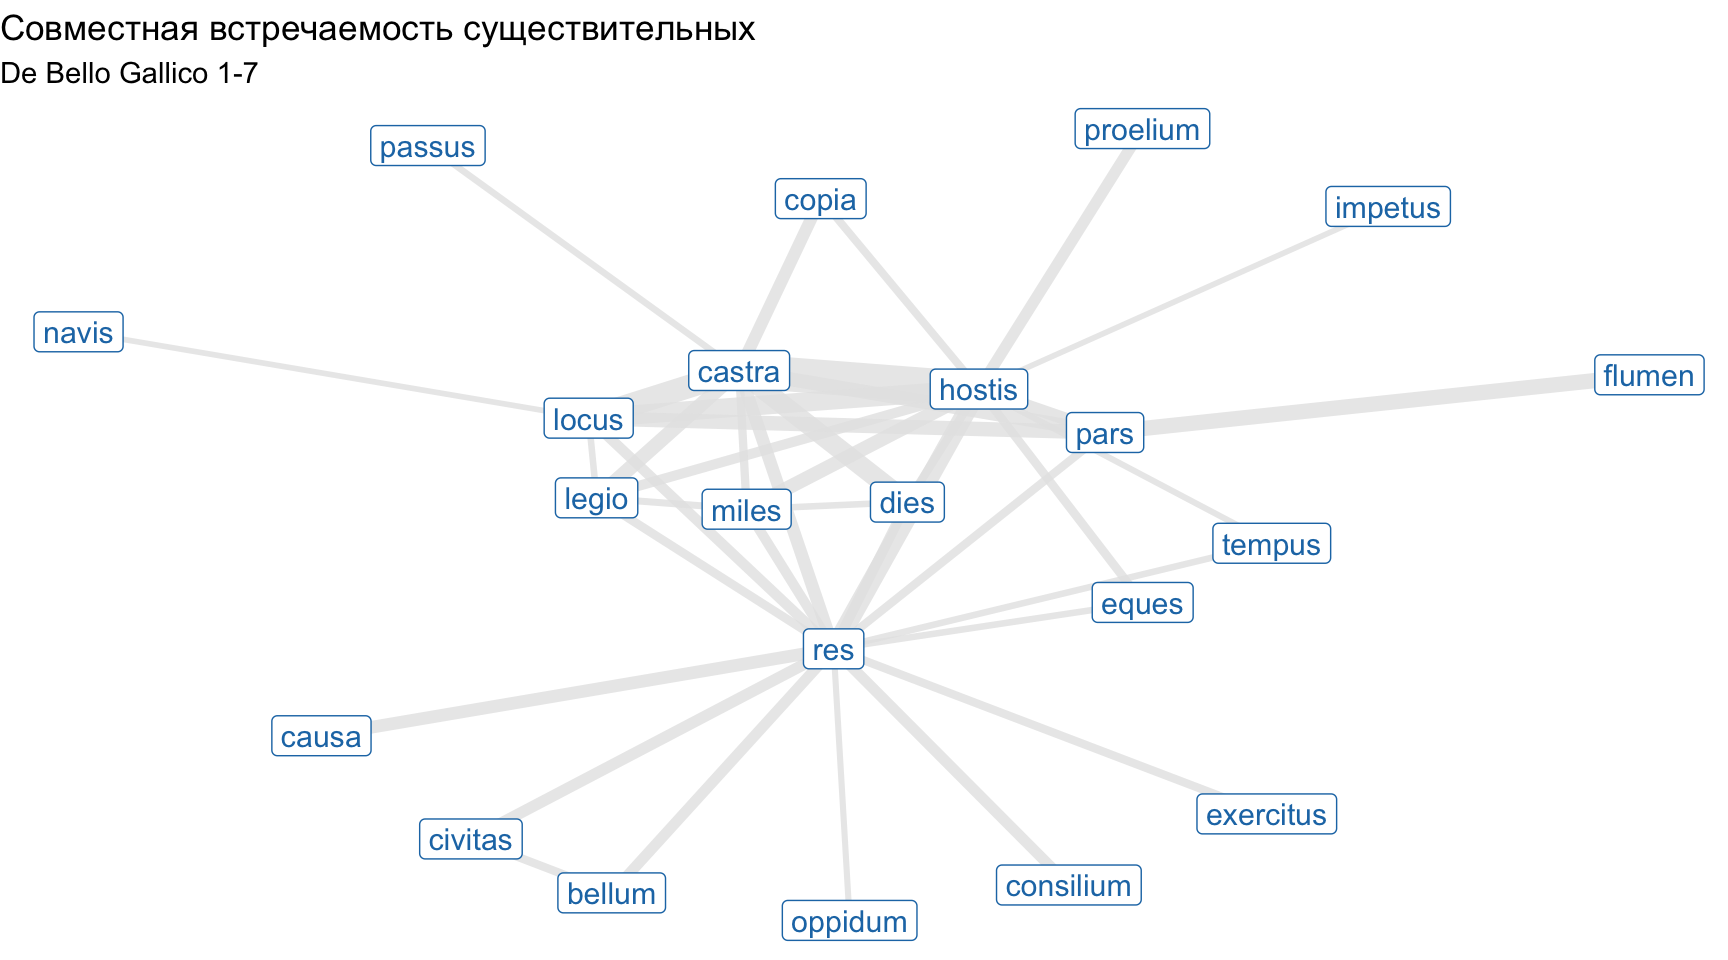 Совместная встречаемость существительных
De Bello Gallico 1-7
proelium
passus
copia
impetus
navis
castra
hostis
flumen
locus
pars
legio
miles
dies
tempus
eques
res
causa
exercitus
civitas
consilium
bellum
oppidum